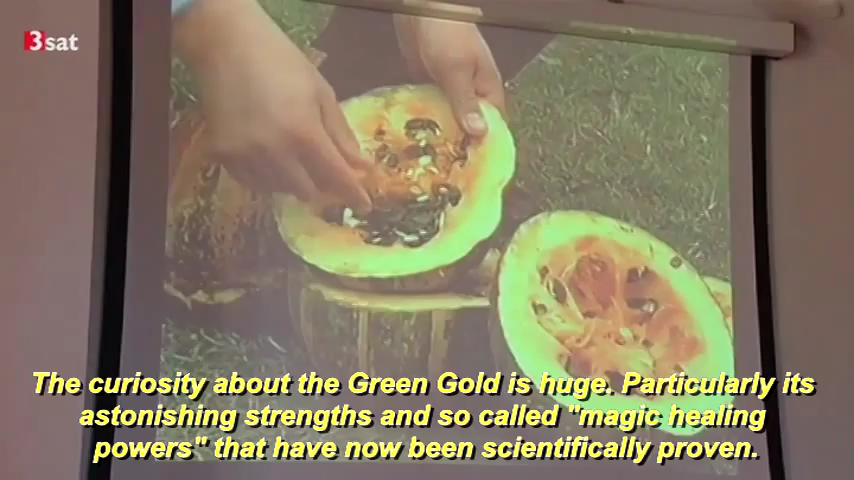 3sat
The curiosity about the Green Gold is huge. Particularly its
astonishing strengths and so called "magic healing
powers" that have now been scientifically proven.